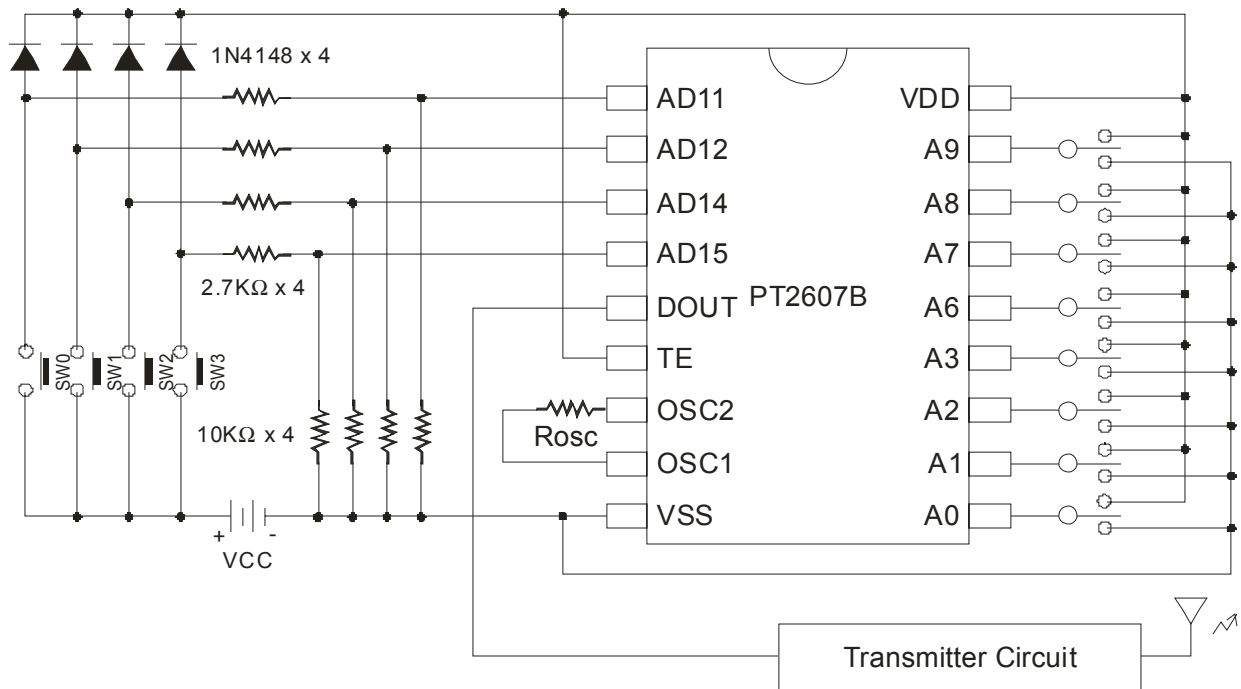 1N4148 x 4
AD11
VDD
AD12
A9
AD14
A8
AD15
A7
2.7KΩ x 4
PT2607B
DOUT
A6
TE
A3
SW0
SW1
SW2
SW3
OSC2
A2
10KΩ x 4
Rosc
OSC1
A1
VSS
A0
+
-
VCC
Transmitter Circuit